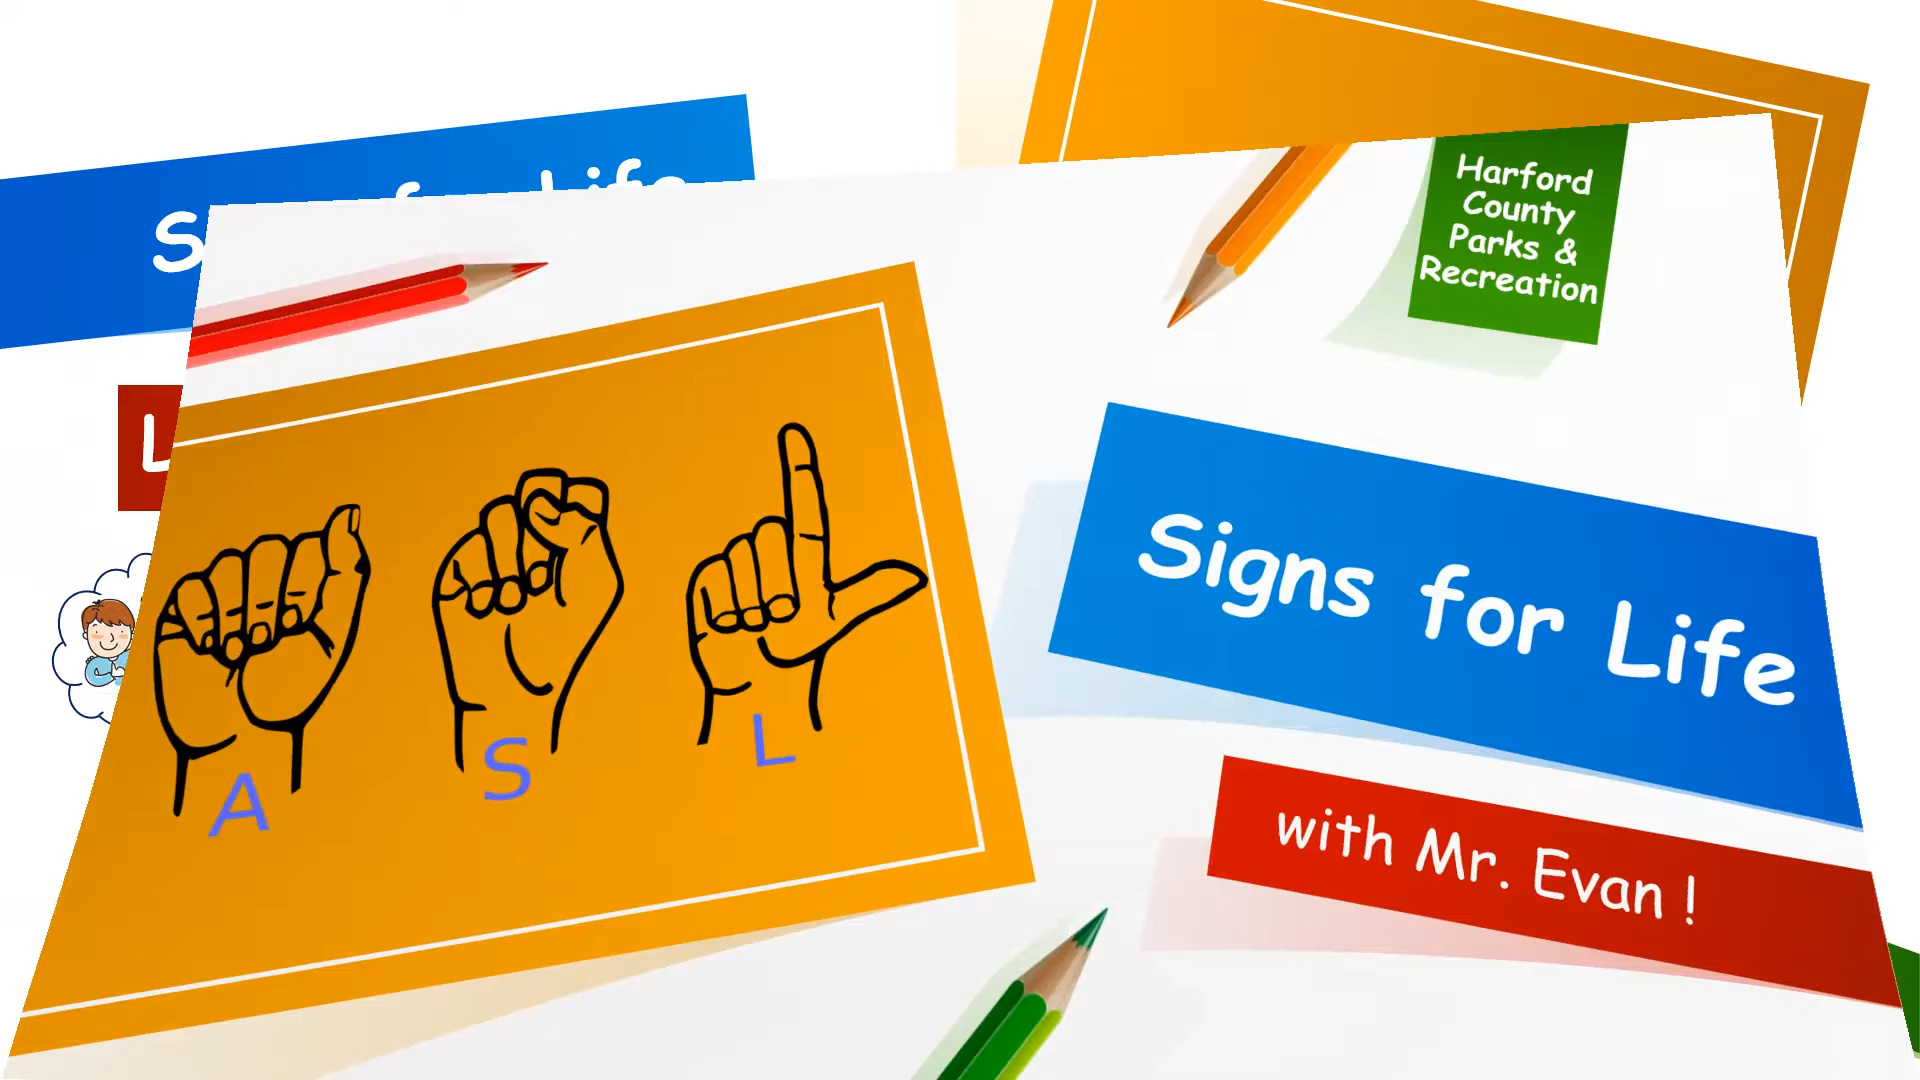 Harford
County
Parks &
Recreation
Signs for Life
with Mr. Evan !
A S L